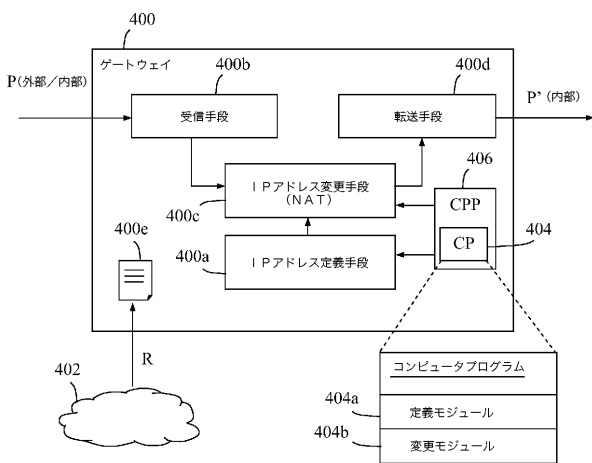 400
ゲートウェイ
400b
400d
P(外部／内部)
受信手段
転送手段
P’(内部)
406
IPアドレス変更手段
(NAT)
400c
CPP
CP
404
400e
400a
IPアドレス定義手段
R
402
コンピュータプログラム
404a
定義モジュール
404b
変更モジュール